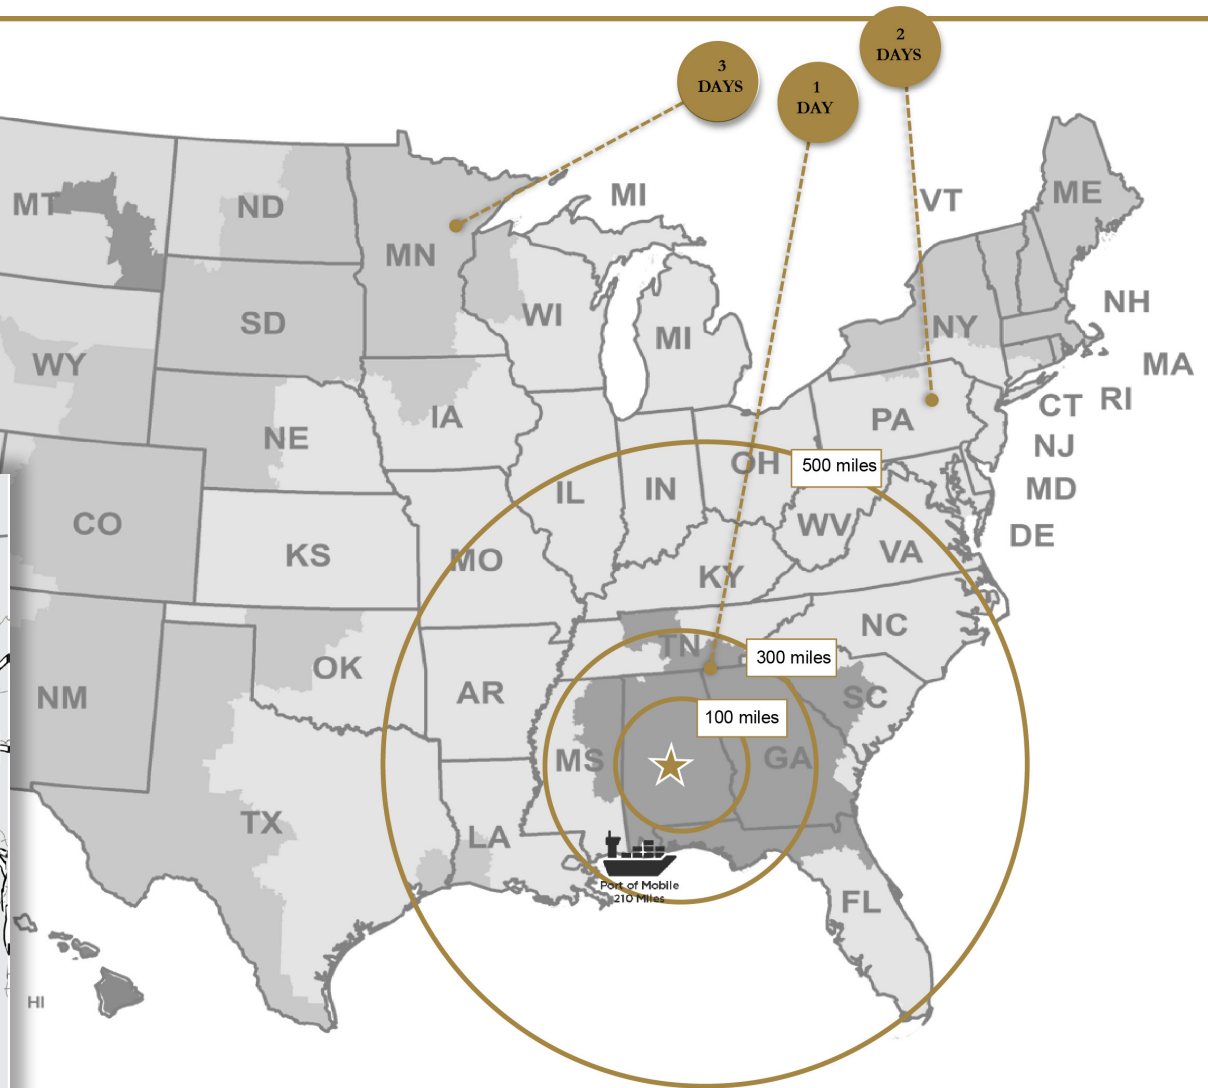 2
DAYS
3
DAYS
1
DAY
MI
VT
ME
MT
ND
MN
NH
WI
SD
NY
MI
WY
MA
RI
CT
IA
PA
NE
NJ
OH
500 miles
MD
IL
IN
CO
WV
DE
KS
MO
VA
KY
NC
TN
300 miles
OK
NM
AR
SC
100 miles
MS
GA
TX
LA
Port of Mobile
210 Miles
FL
HI